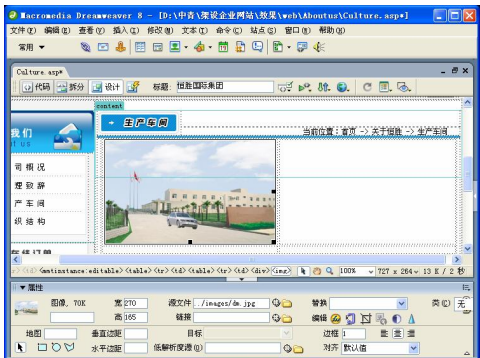 Macromedia Dreamweaver 8 - [D:\中青\架设企业网站\效果\web\Aboutus\Culture.asp*]
文件(F) 编辑(E) 查看(V) 插入(I) 修改(M) 文本(T) 命令(C) 站点(S) 窗口(W) 帮助(H)
常用
Culture.asp*
代码 拆分 设计 标题: 恒胜国际集团
content
生产车间
当前位置：首页 -> 关于恒胜 -> 生产车间
我们
ut us
司概况
理致辞
产车间
织结构
<mmtinstance:editable> <table> <tr> <td> <table> <tr> <td> <div> <img> 100% 727 x 264 13 K / 2 秒
属性
图像, 70K 宽 270 源文件 ../images/dm.jpg 替换 类(C) 无
高 165 链接 编辑
地图 垂直边距 目标 边框 1
水平边距 低解析度源(O) 对齐 默认值